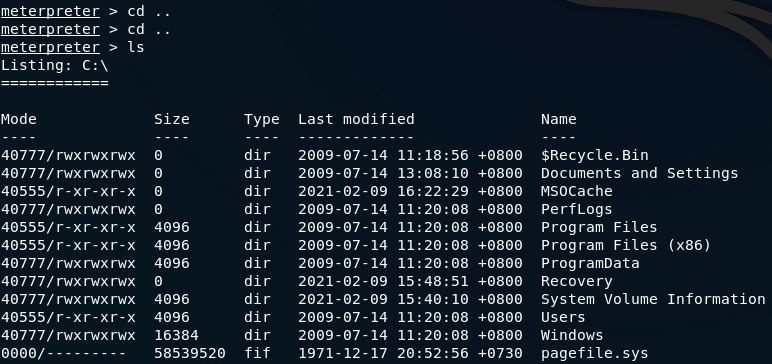 meterpreter > cd ..
meterpreter > cd ..
meterpreter > ls
Listing: C:\
============
Mode Size Type Last modified Name
---- ---- ---- ------------- ----
40777/rwxrwxrwx 0 dir 2009-07-14 11:18:56 +0800 $Recycle.Bin
40777/rwxrwxrwx 0 dir 2009-07-14 13:08:10 +0800 Documents and Settings
40555/r-xr-xr-x 0 dir 2021-02-09 16:22:29 +0800 MSOCache
40777/rwxrwxrwx 0 dir 2009-07-14 11:20:08 +0800 PerfLogs
40555/r-xr-xr-x 4096 dir 2009-07-14 11:20:08 +0800 Program Files
40555/r-xr-xr-x 4096 dir 2009-07-14 11:20:08 +0800 Program Files (x86)
40777/rwxrwxrwx 4096 dir 2009-07-14 11:20:08 +0800 ProgramData
40777/rwxrwxrwx 0 dir 2021-02-09 15:48:51 +0800 Recovery
40777/rwxrwxrwx 4096 dir 2021-02-09 15:40:10 +0800 System Volume Information
40555/r-xr-xr-x 4096 dir 2009-07-14 11:20:08 +0800 Users
40777/rwxrwxrwx 16384 dir 2009-07-14 11:20:08 +0800 Windows
0000/--------- 58539520 fif 1971-12-17 20:52:56 +0730 pagefile.sys